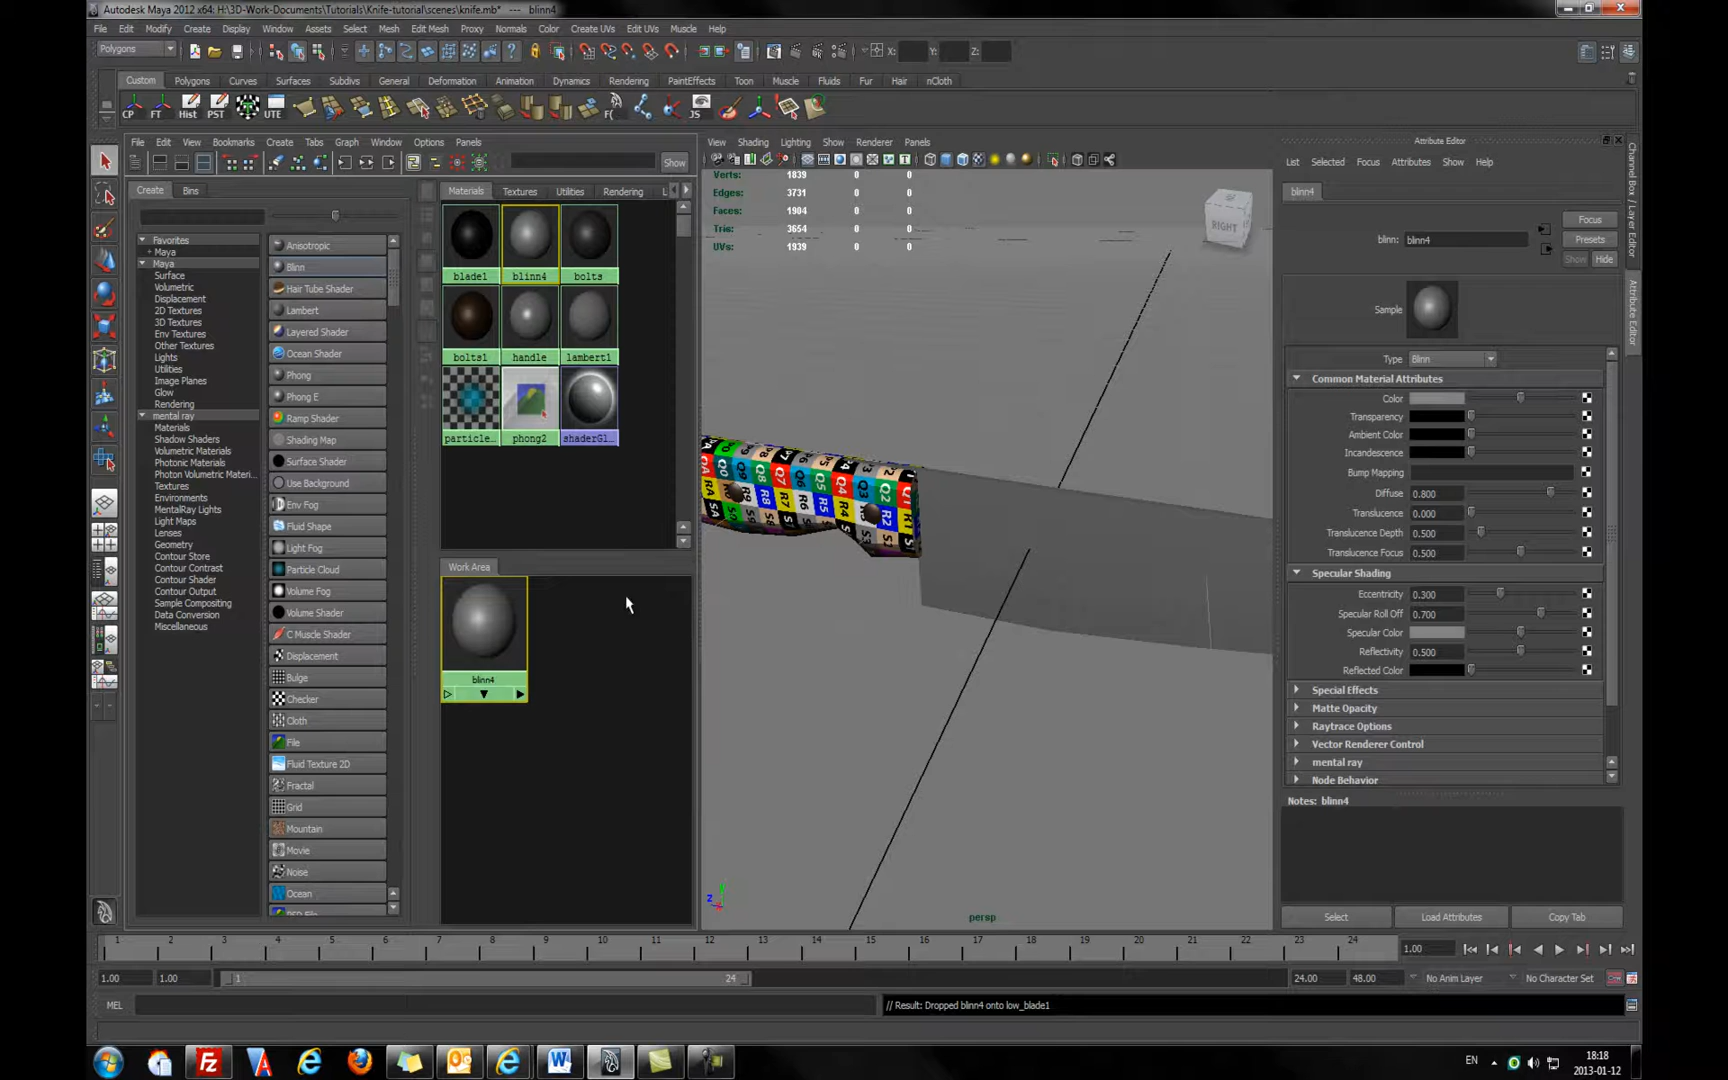 Autodesk Maya 2012 x64: H:\3D-Work-Documents\Tutorials\Knife-tutorial\scenes\knife.mb* --- blinn4
File Edit Modify Create Display Window Assets Select Mesh Edit Mesh Proxy Normals Color Create UVs Edit UVs Muscle Help
Polygons X: Y: Z:
Custom Polygons Curves Surfaces Subdivs General Deformation Animation Dynamics Rendering PaintEffects Toon Muscle Fluids Fur Hair nCloth
CP FT Hist PST UTE JS
File Edit View Bookmarks Create Tabs Graph Window Options Panels
Show
Create Bins
Favorites
+ Maya
Maya
Surface
Volumetric
Displacement
2D Textures
3D Textures
Env Textures
Other Textures
Lights
Utilities
Image Planes
Glow
Rendering
mental ray
Materials
Shadow Shaders
Volumetric Materials
Photonic Materials
Photon Volumetric Materi...
Textures
Environments
MentalRay Lights
Light Maps
Lenses
Geometry
Contour Store
Contour Contrast
Contour Shader
Contour Output
Sample Compositing
Data Conversion
Miscellaneous
Anisotropic
Blinn
Hair Tube Shader
Lambert
Layered Shader
Ocean Shader
Phong
Phong E
Ramp Shader
Shading Map
Surface Shader
Use Background
Env Fog
Fluid Shape
Light Fog
Particle Cloud
Volume Fog
Volume Shader
C Muscle Shader
Displacement
Bulge
Checker
Cloth
File
Fluid Texture 2D
Fractal
Grid
Mountain
Movie
Noise
Ocean
PSD File
Materials Textures Utilities Rendering L
blade1 blinn4 bolts
bolts1 handle lambert1
particle... phong2 shaderGl...
Work Area
blinn4
View Shading Lighting Show Renderer Panels
Verts: 1839 0 0
Edges: 3731 0 0
Faces: 1904 0 0
Tris: 3654 0 0
UVs: 1939 0 0
RIGHT
persp
Attribute Editor
List Selected Focus Attributes Show Help
blinn4
Focus
blinn: blinn4 Presets
Show Hide
Sample
Type Blinn
Common Material Attributes
Color
Transparency
Ambient Color
Incandescence
Bump Mapping
Diffuse 0.800
Translucence 0.000
Translucence Depth 0.500
Translucence Focus 0.500
Specular Shading
Eccentricity 0.300
Specular Roll Off 0.700
Specular Color
Reflectivity 0.500
Reflected Color
Special Effects
Matte Opacity
Raytrace Options
Vector Renderer Control
mental ray
Node Behavior
Notes: blinn4
Select Load Attributes Copy Tab
Channel Box / Layer Editor
Attribute Editor
1 2 3 4 5 6 7 8 9 10 11 12 13 14 15 16 17 18 19 20 21 22 23 24 1.00
1.00 1.00 1 24 24.00 48.00 No Anim Layer No Character Set
MEL // Result: Dropped blinn4 onto low_blade1
EN 18:18
2013-01-12